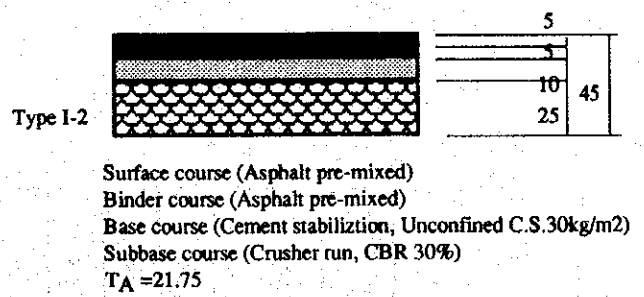 5
5
10
25
45
Type I-2
Surface course (Asphalt pre-mixed)
Binder course (Asphalt pre-mixed)
Base course (Cement stabiliztion, Unconfined C.S.30kg/m2)
Subbase course (Crusher run, CBR 30%)
TA =21.75